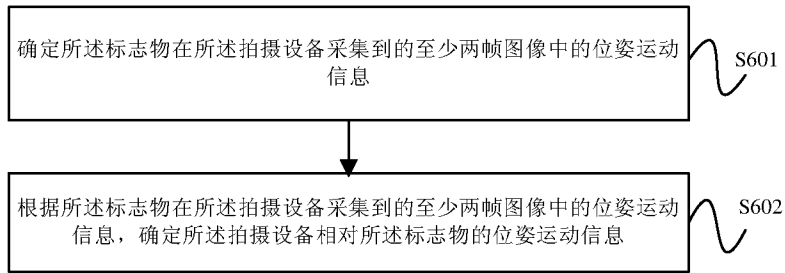 确定所述标志物在所述拍摄设备采集到的至少两帧图像中的位姿运动
信息
S601
根据所述标志物在所述拍摄设备采集到的至少两帧图像中的位姿运动
信息，确定所述拍摄设备相对所述标志物的位姿运动信息
S602